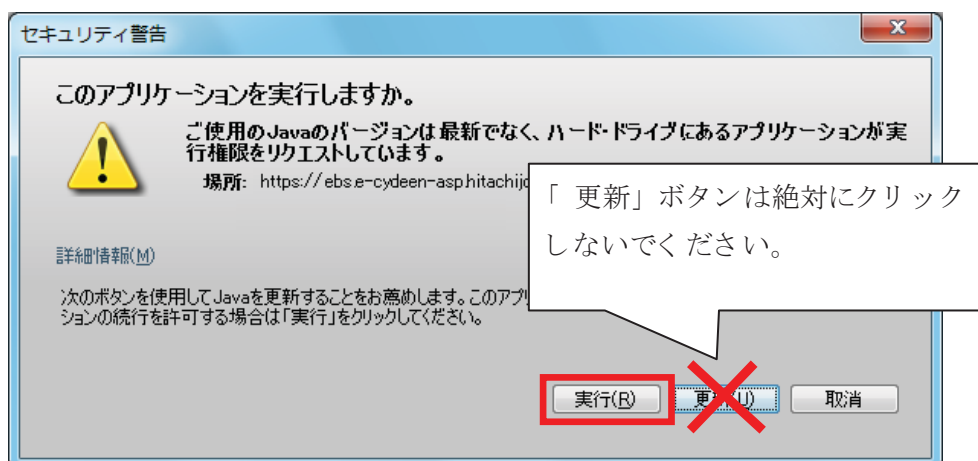 セキュリティ警告
このアプリケーションを実行しますか。
ご使用のJavaのバージョンは最新でなく、ハード・ドライブにあるアプリケーションが実
行権限をリクエストしています。
場所: https://ebs.e-cydeen-asp.hitachijo
「更新」ボタンは絶対にクリック
しないでください。
詳細情報(M)
次のボタンを使用してJavaを更新することをお薦めします。このアプリ
ションの続行を許可する場合は「実行」をクリックしてください。
実行(R) 更新(U) 取消